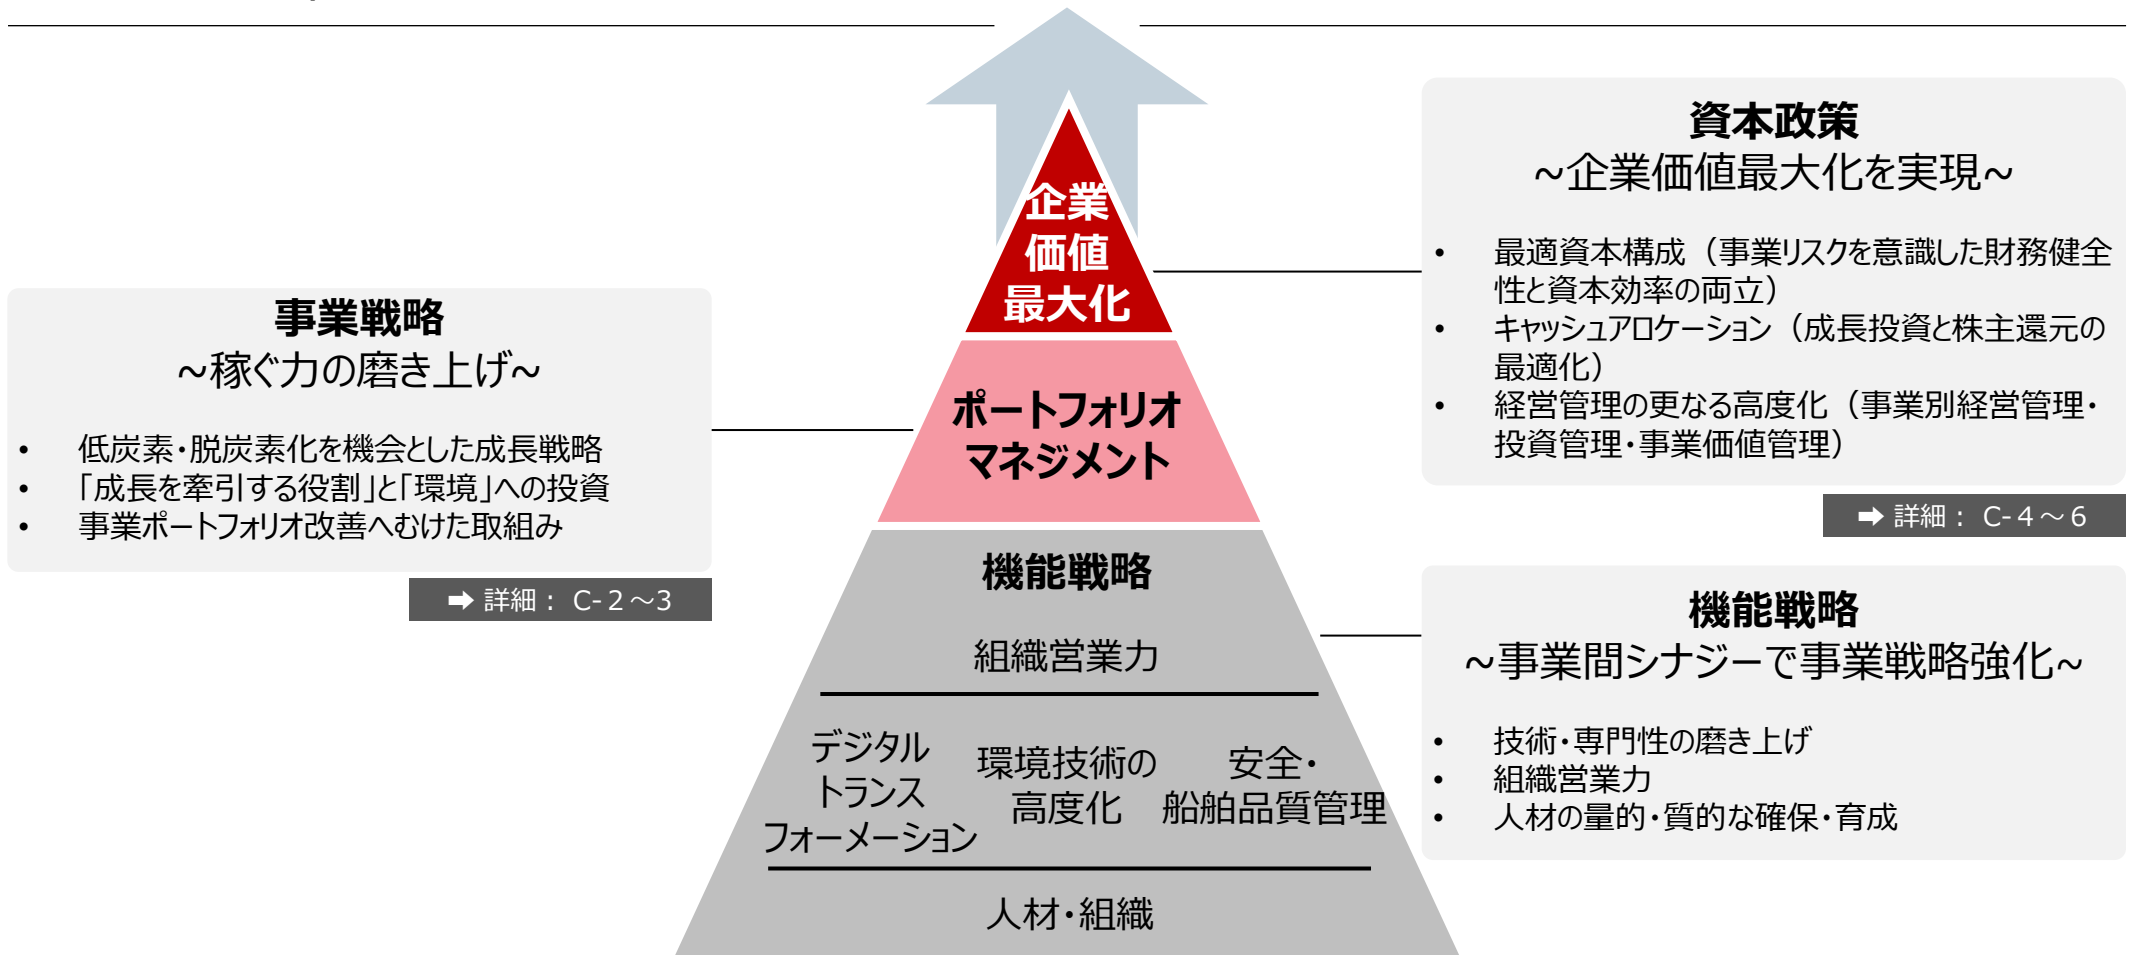 企業
価値
最大化
ポートフォリオ
マネジメント
機能戦略
組織営業力
デジタル
トランス
フォーメーション
環境技術の
高度化
安全・
船舶品質管理
人材・組織
事業戦略
~稼ぐ力の磨き上げ~
• 低炭素・脱炭素化を機会とした成長戦略
• 「成長を牽引する役割」と「環境」への投資
• 事業ポートフォリオ改善へむけた取組み
➡ 詳細： C-２～3
資本政策
~企業価値最大化を実現~
• 最適資本構成（事業リスクを意識した財務健全
性と資本効率の両立）
• キャッシュアロケーション（成長投資と株主還元の
最適化）
• 経営管理の更なる高度化（事業別経営管理・
投資管理・事業価値管理）
➡ 詳細： C-４～６
機能戦略
~事業間シナジーで事業戦略強化~
• 技術・専門性の磨き上げ
• 組織営業力
• 人材の量的・質的な確保・育成